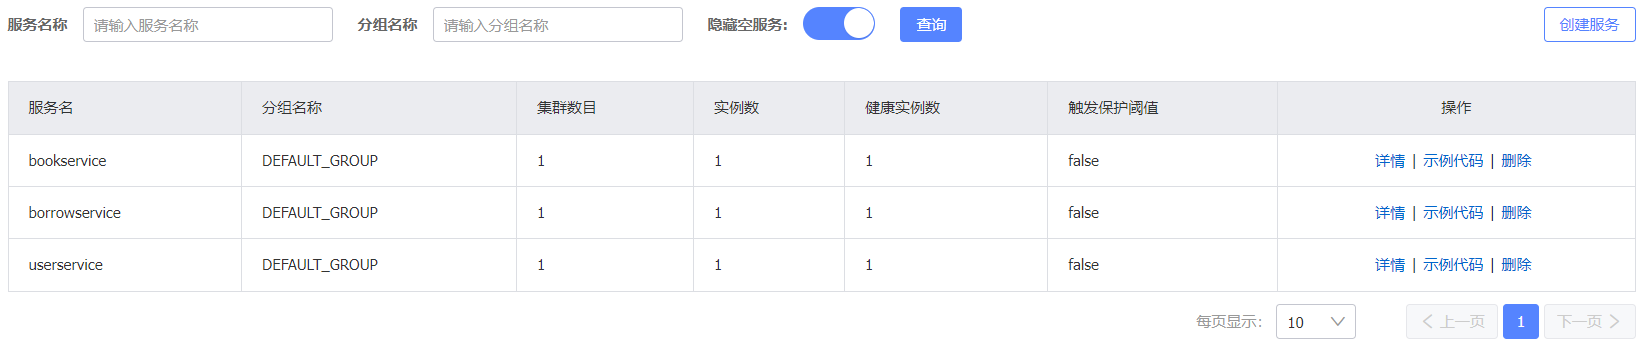 服务名称 请输入服务名称 分组名称 请输入分组名称 隐藏空服务: 查询 创建服务
服务名 分组名称 集群数目 实例数 健康实例数 触发保护阈值 操作
bookservice DEFAULT_GROUP 1 1 1 false 详情 | 示例代码 | 删除
borrowservice DEFAULT_GROUP 1 1 1 false 详情 | 示例代码 | 删除
userservice DEFAULT_GROUP 1 1 1 false 详情 | 示例代码 | 删除
每页显示: 10 上一页 1 下一页